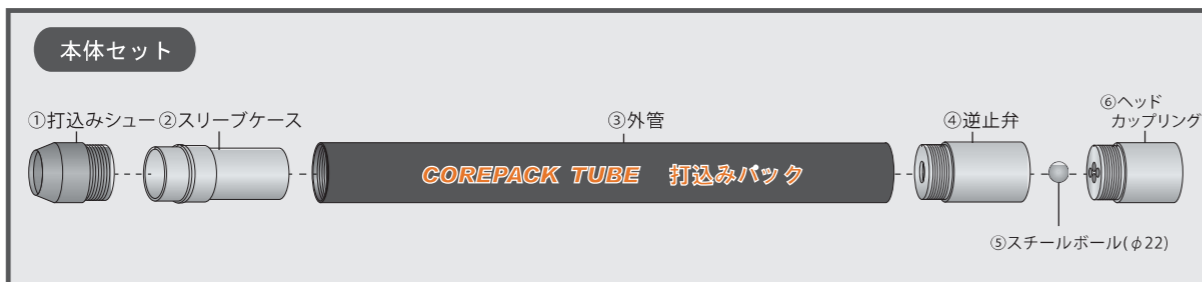 本体セット
①打込みシュー
②スリーブケース
③外管
④逆止弁
⑥ヘッド
カップリング
COREPACK TUBE 打込みパック
⑤スチールボール(φ22)